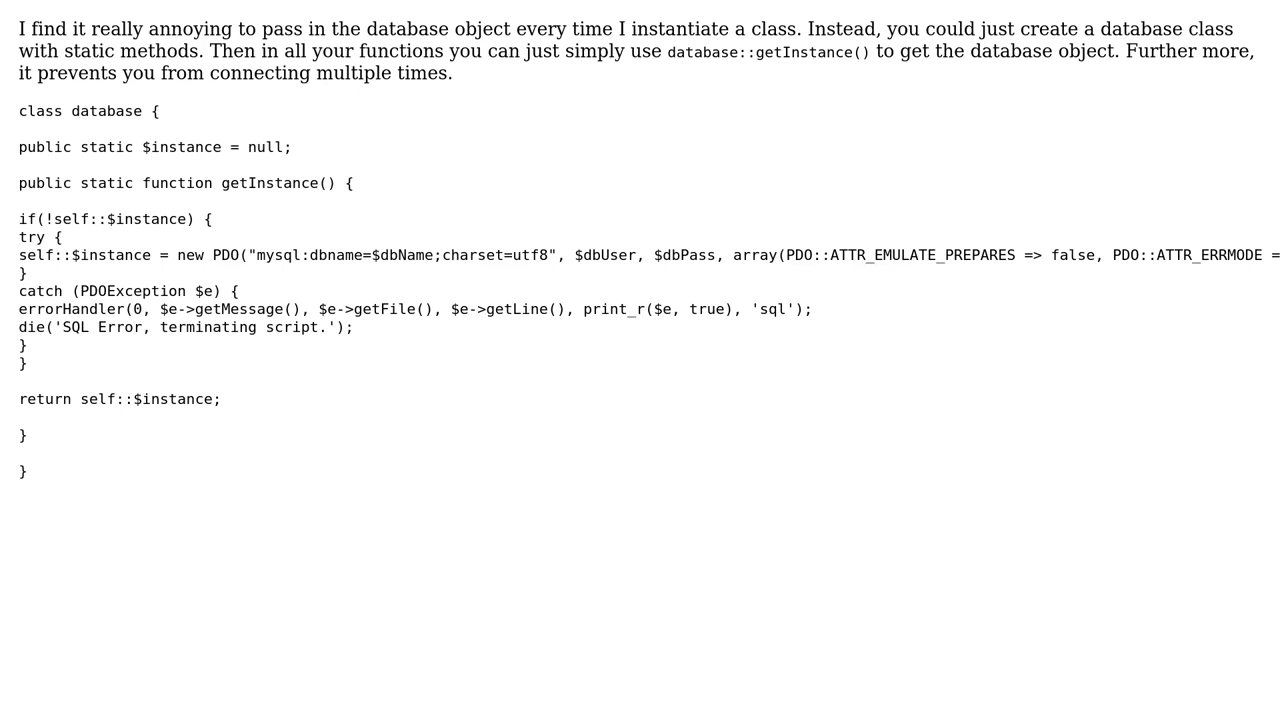 I find it really annoying to pass in the database object every time I instantiate a class. Instead, you could just create a database class
with static methods. Then in all your functions you can just simply use database::getInstance() to get the database object. Further more,
it prevents you from connecting multiple times.
class database {
public static $instance = null;
public static function getInstance() {
if(!self::$instance) {
try {
self::$instance = new PDO("mysql:dbname=$dbName;charset=utf8", $dbUser, $dbPass, array(PDO::ATTR_EMULATE_PREPARES => false, PDO::ATTR_ERRMODE =
}
catch (PDOException $e) {
errorHandler(0, $e->getMessage(), $e->getFile(), $e->getLine(), print_r($e, true), 'sql');
die('SQL Error, terminating script.');
}
}
return self::$instance;
}
}